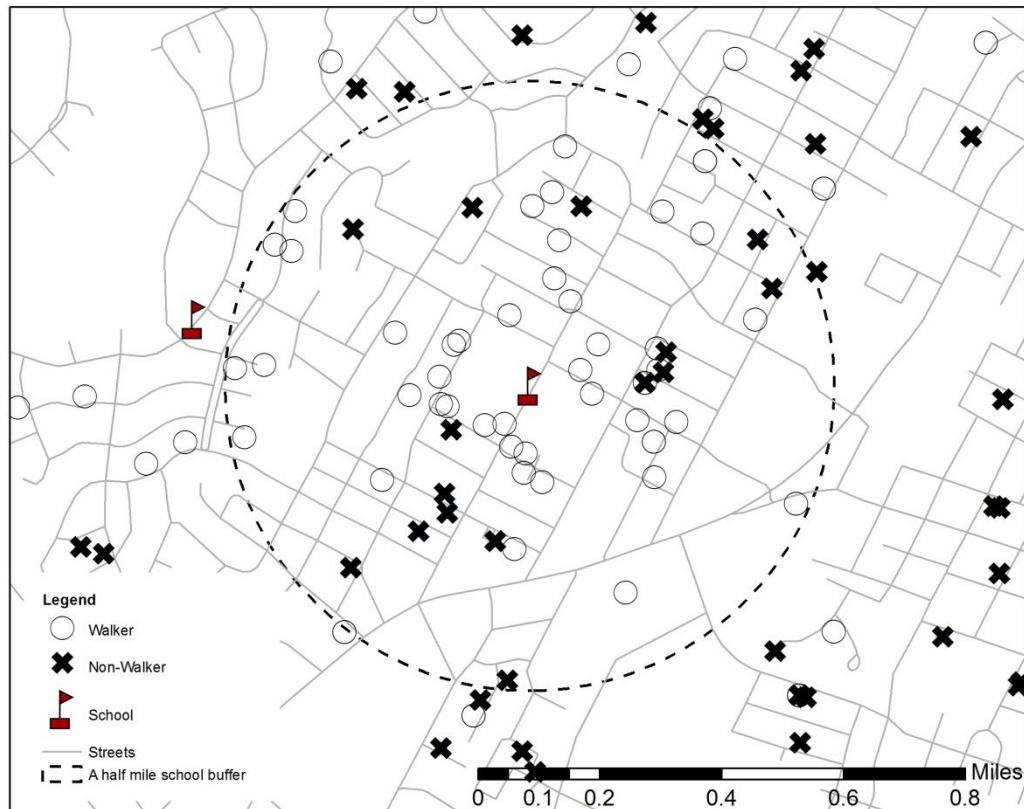 Legend
Walker
Non-Walker
School
Streets
A half mile school buffer
Miles
0 0.1 0.2 0.4 0.6 0.8